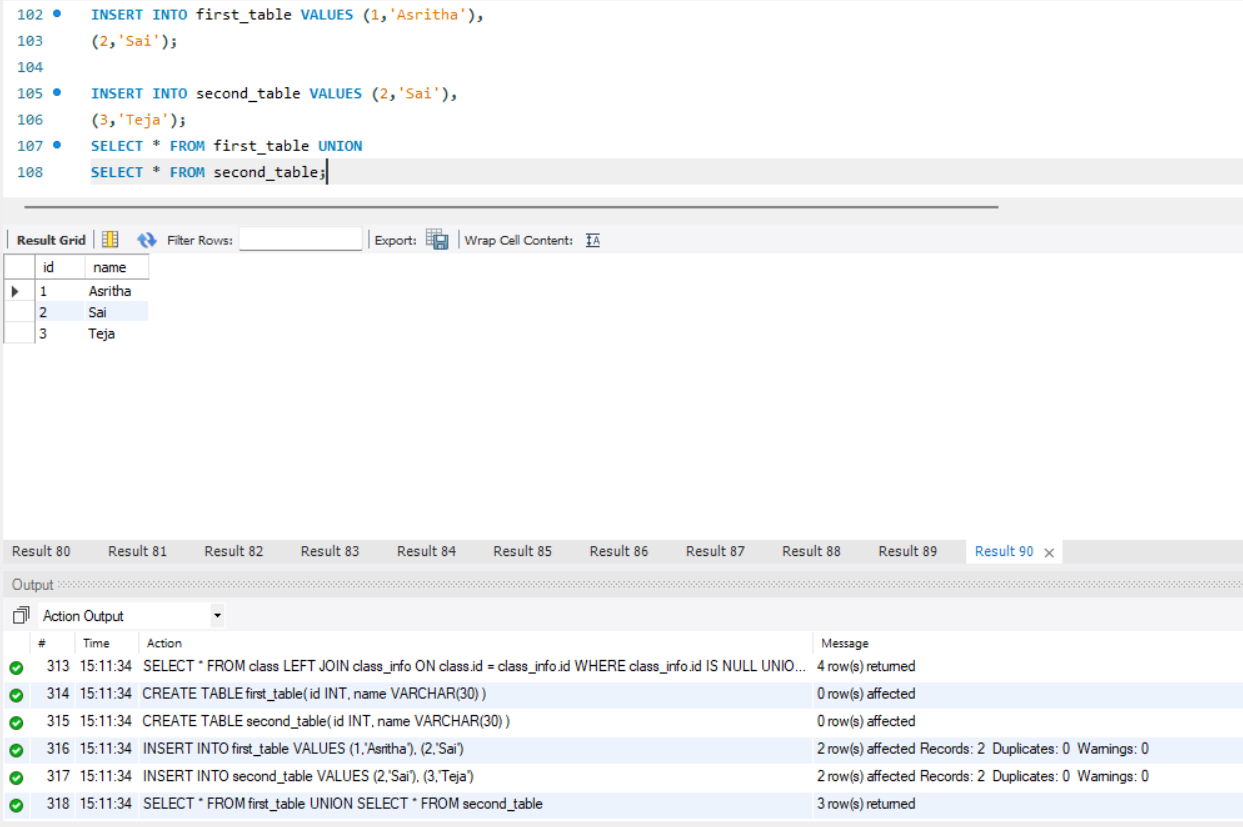 102 INSERT INTO first_table VALUES (1,'Asritha'),
103 (2,'Sai');
104
105 INSERT INTO second_table VALUES (2,'Sai'),
106 (3,'Teja');
107 SELECT * FROM first_table UNION
108 SELECT * FROM second_table;
Result Grid Filter Rows: Export: Wrap Cell Content: IA
id name
1 Asritha
2 Sai
3 Teja
Result 80 Result 81 Result 82 Result 83 Result 84 Result 85 Result 86 Result 87 Result 88 Result 89 Result 90
Output
Action Output
# Time Action Message
313 15:11:34 SELECT * FROM class LEFT JOIN class_info ON class.id = class_info.id WHERE class_info.id IS NULL UNIO... 4 row(s) returned
314 15:11:34 CREATE TABLE first_table( id INT, name VARCHAR(30) ) 0 row(s) affected
315 15:11:34 CREATE TABLE second_table( id INT, name VARCHAR(30) ) 0 row(s) affected
316 15:11:34 INSERT INTO first_table VALUES (1,'Asritha'), (2,'Sai') 2 row(s) affected Records: 2 Duplicates: 0 Warnings: 0
317 15:11:34 INSERT INTO second_table VALUES (2,'Sai'), (3,'Teja') 2 row(s) affected Records: 2 Duplicates: 0 Warnings: 0
318 15:11:34 SELECT * FROM first_table UNION SELECT * FROM second_table 3 row(s) returned